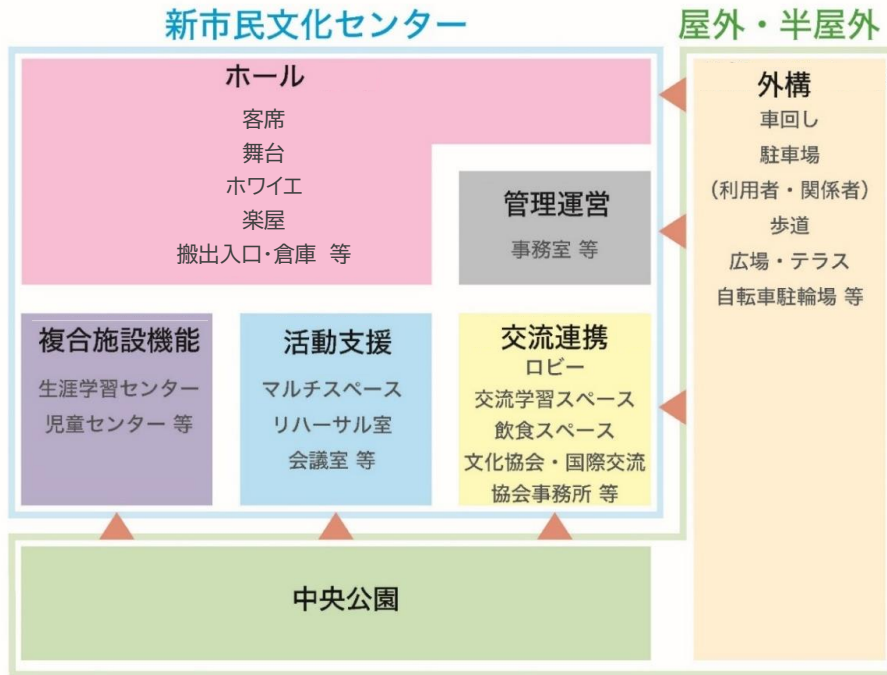 新市民文化センター
屋外・半屋外
ホール
客席
舞台
ホワイエ
楽屋
搬出入口・倉庫 等
管理運営
事務室 等
複合施設機能
生涯学習センター
児童センター 等
活動支援
マルチスペース
リハーサル室
会議室 等
交流連携
ロビー
交流学習スペース
飲食スペース
文化協会・国際交流
協会事務所 等
外構
車回し
駐車場
(利用者・関係者)
歩道
広場・テラス
自転車駐輪場 等
中央公園